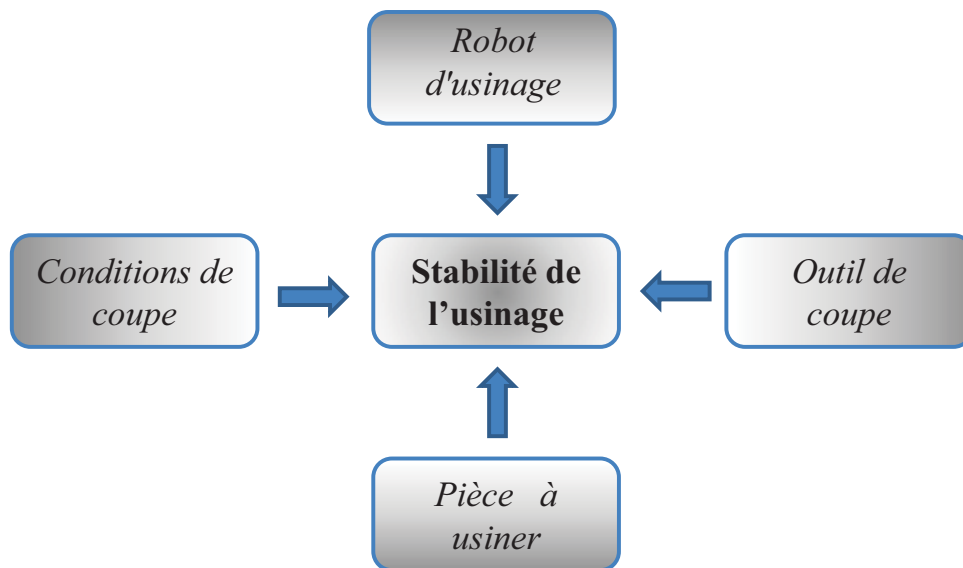 Robot
d'usinage
Conditions de
coupe
Stabilité de
l’usinage
Outil de
coupe
Pièce à
usiner